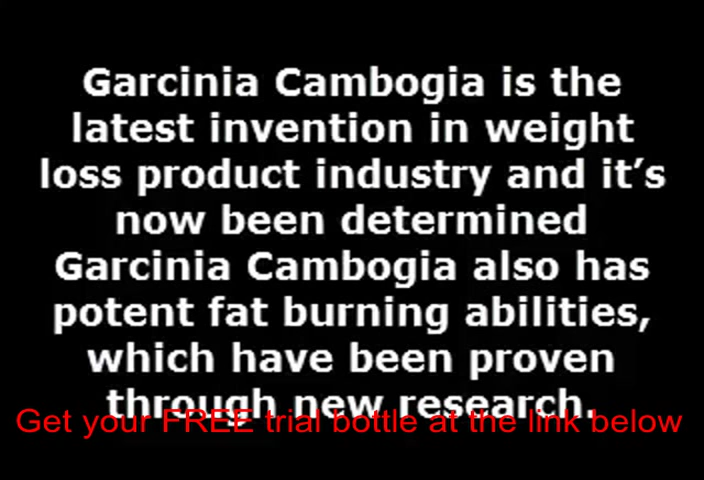 Garcinia Cambogia is the
latest invention in weight
loss product industry and it’s
now been determined
Garcinia Cambogia also has
potent fat burning abilities,
which have been proven
through new research.
Get your FREE trial bottle at the link below